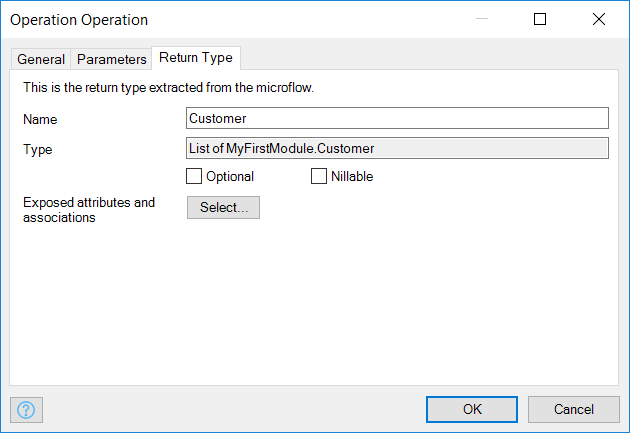 Operation Operation
General Parameters Return Type
This is the return type extracted from the microflow.
Name Customer
Type List of MyFirstModule.Customer
Optional Nillable
Exposed attributes and
associations
Select...
?
OK Cancel